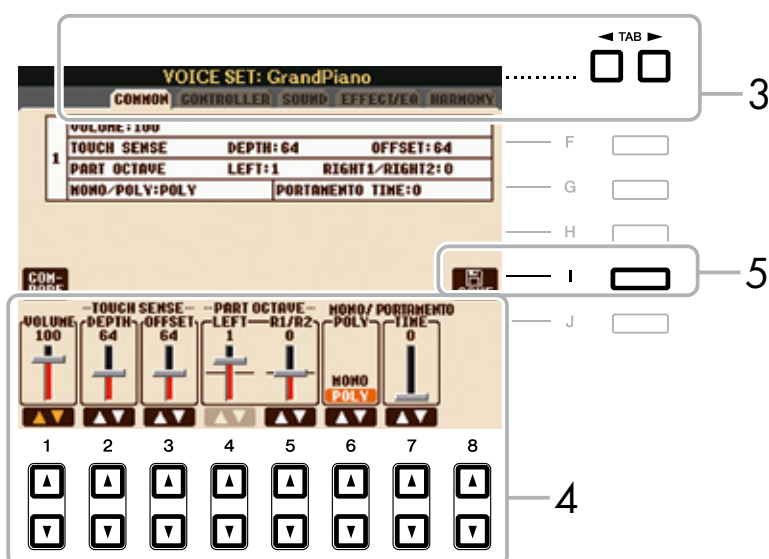 ◄ TAB ►
VOICE SET: GrandPiano
3
COMMON CONTROLLER SOUND EFFECT/EQ HARMONY
VOLUME:100
F
1 TOUCH SENSE DEPTH:64 OFFSET:64
PART OCTAVE LEFT:1 RIGHT1/RIGHT2:0
G
MONO/POLY:POLY PORTAMENTO TIME:0
H
COM-
I
5
TOUCH SENSE PART OCTAVE MONO/ PORTAMENTO
VOLUME DEPTH OFFSET LEFT R1/R2 POLY TIME
J
100 64 64 1 0 0
MONO
POLY
1 2 3 4 5 6 7 8
4